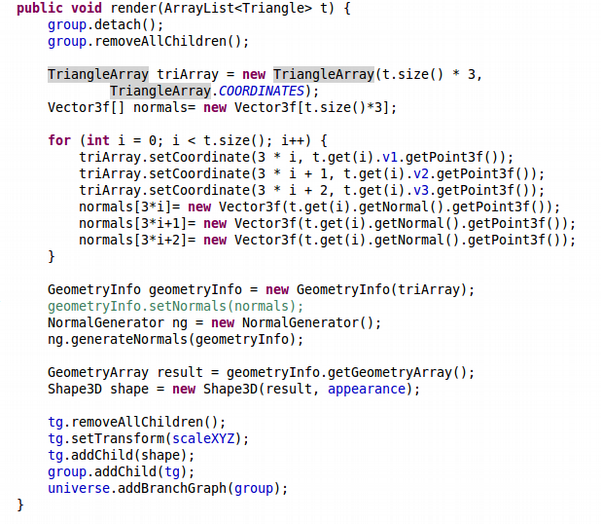 public void render(ArrayList<Triangle> t) {
    group.detach();
    group.removeAllChildren();

    TriangleArray triArray = new TriangleArray(t.size() * 3,
            TriangleArray.COORDINATES);
    Vector3f[] normals= new Vector3f[t.size()*3];

    for (int i = 0; i < t.size(); i++) {
        triArray.setCoordinate(3 * i, t.get(i).v1.getPoint3f());
        triArray.setCoordinate(3 * i + 1, t.get(i).v2.getPoint3f());
        triArray.setCoordinate(3 * i + 2, t.get(i).v3.getPoint3f());
        normals[3*i]= new Vector3f(t.get(i).getNormal().getPoint3f());
        normals[3*i+1]= new Vector3f(t.get(i).getNormal().getPoint3f());
        normals[3*i+2]= new Vector3f(t.get(i).getNormal().getPoint3f());
    }

    GeometryInfo geometryInfo = new GeometryInfo(triArray);
    geometryInfo.setNormals(normals);
    NormalGenerator ng = new NormalGenerator();
    ng.generateNormals(geometryInfo);

    GeometryArray result = geometryInfo.getGeometryArray();
    Shape3D shape = new Shape3D(result, appearance);

    tg.removeAllChildren();
    tg.setTransform(scaleXYZ);
    tg.addChild(shape);
    group.addChild(tg);
    universe.addBranchGraph(group);
}